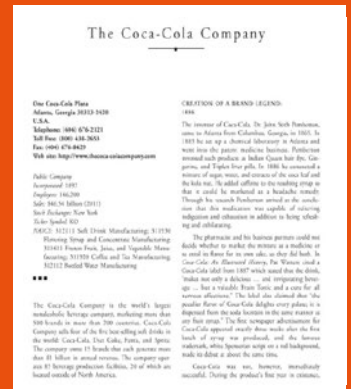 The Coca-Cola Company
One Coca-Cola Plaza
Atlanta, Georgia 30313-2420
U.S.A.
Telephone: (404) 676-2121
Toll Free: (800) 438-2653
Fax: (404) 676-8429
Web site: http://www.thecoca-colacompany.com
Public Company
Incorporated: 1892
Employees: 146,200
Sales: $46.54 billion (2011)
Stock Exchanges: New York
Ticker Symbol: KO
NAICS: 312111 Soft Drink Manufacturing; 311930
Flavoring Syrup and Concentrate Manufacturing;
311411 Frozen Fruit, Juice, and Vegetable Manu-
facturing; 311920 Coffee and Tea Manufacturing;
312112 Bottled Water Manufacturing
The Coca-Cola Company is the world's largest
nonalcoholic beverage company, marketing more than
500 brands in more than 200 countries. Coca-Cola
Company sells four of the five best-selling soft drinks in
the world: Coca-Cola, Diet Coke, Fanta, and Sprite.
The company owns 15 brands that each generate more
than $1 billion in annual revenue. The company oper-
ates beverage production facilities, of which are
located outside of North America.
CREATION OF A BRAND LEGEND:
1886
The inventor of Coca-Cola, Dr. John Stith Pemberton,
came to Atlanta from Columbus, Georgia, in 1869. In
1885 he set up a chemical laboratory in Atlanta and
went into the patent medicine business. Pemberton
invented such products as Indian Queen hair dye, Gin-
gerine, and Triplex liver pills. In 1886 he concocted a
mixture of sugar, water, and extracts of the coca leaf and
the kola nut. He added caffeine to the resulting syrup so
that it could be marketed as a headache remedy.
Through his research Pemberton arrived at the conclu-
sion that this medication was capable of relieving
indigestion and exhaustion in addition to being refresh-
ing and exhilarating.
The pharmacist and his business partners could not
decide whether to market the mixture as a medicine or
to extol its flavor for its own sake, so they did both. In
Coca-Cola: An Illustrated History, Pat Watters cited a
Coca-Cola label from 1887 which stated that the drink,
"makes not only a delicious ... and invigorating bever-
age ... but a valuable Brain Tonic and a cure for all
nervous affections." The label also claimed that "the
peculiar flavor of Coca-Cola delights every palate; it is
dispensed from the soda fountain in the same manner as
any fruit syrup." The first newspaper advertisement for
Coca-Cola appeared exactly three weeks after the first
batch of syrup was produced, and the famous
trademark, white Spenserian script on a red background,
made its debut at about the same time.
Coca-Cola was not, however, immediately
successful. During the product's first year in existence,